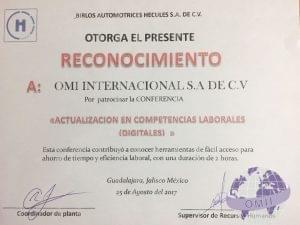 BIRLOS AUTOMOTRICES HECULES S.A. DE C.V.
H
OTORGA EL PRESENTE
RECONOCIMIENTO
A: OMI INTERNACIONAL S.A DE C.V
Por patrocinar la CONFERENCIA
«ACTUALIZACION EN COMPETENCIAS LABORALES
(DIGITALES) »
Esta conferencia contribuyó a conocer herramientas de fácil acceso para
ahorro de tiempo y eficiencia laboral, con una duración de 2 horas.
Guadalajara, Jalisco México
25 de Agosto del 2017
OMII
Coordinador de planta
Supervisor de Recursos Humanos